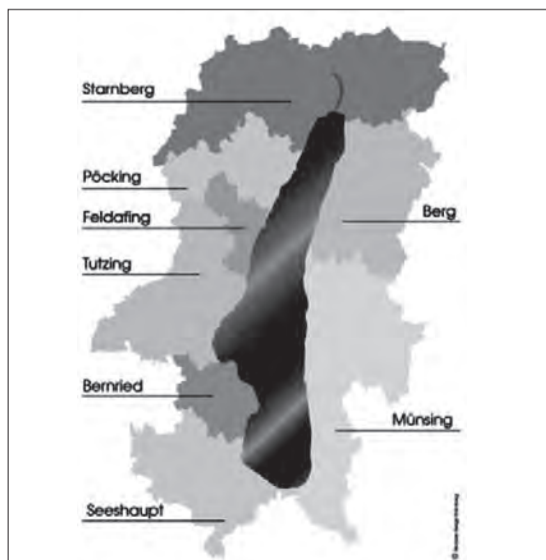 Starnberg
Pöcking
Feldafing
Berg
Tutzing
Bernried
Münsing
Seeshaupt